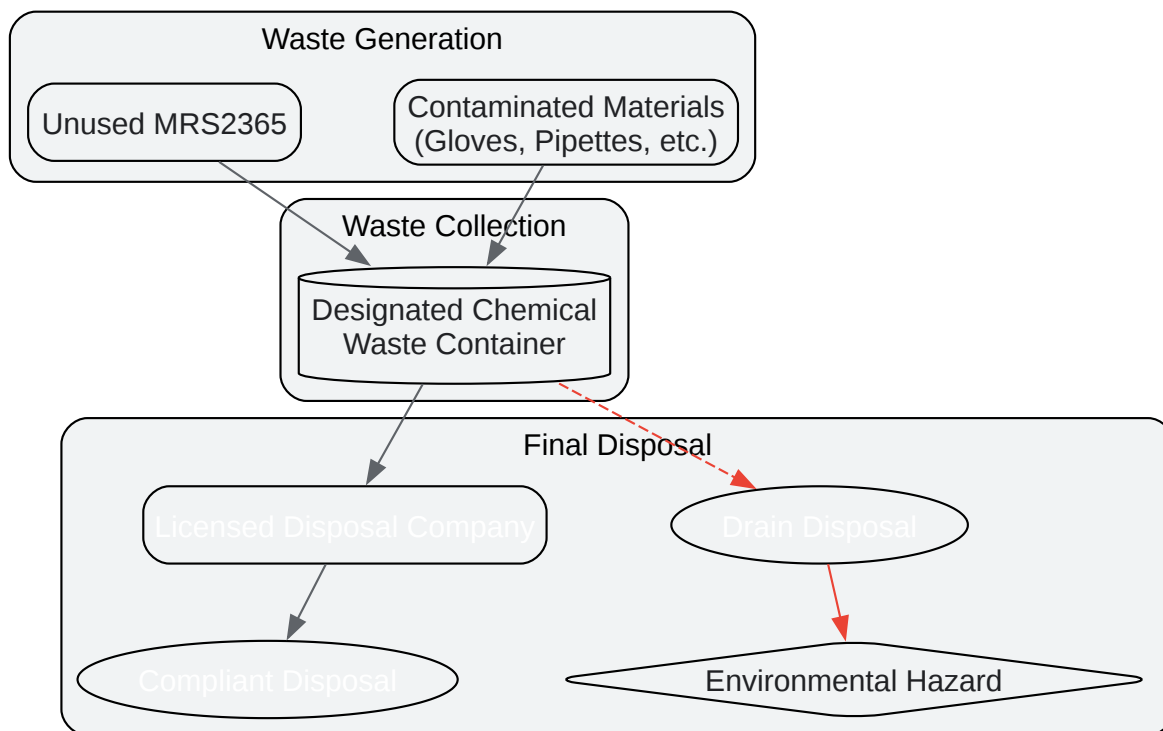 Waste Generation
Unused MRS2365
Contaminated Materials
(Gloves, Pipettes, etc.)
Waste Collection
Designated Chemical
Waste Container
Final Disposal
Licensed Disposal Company
Drain Disposal
Compliant Disposal
Environmental Hazard